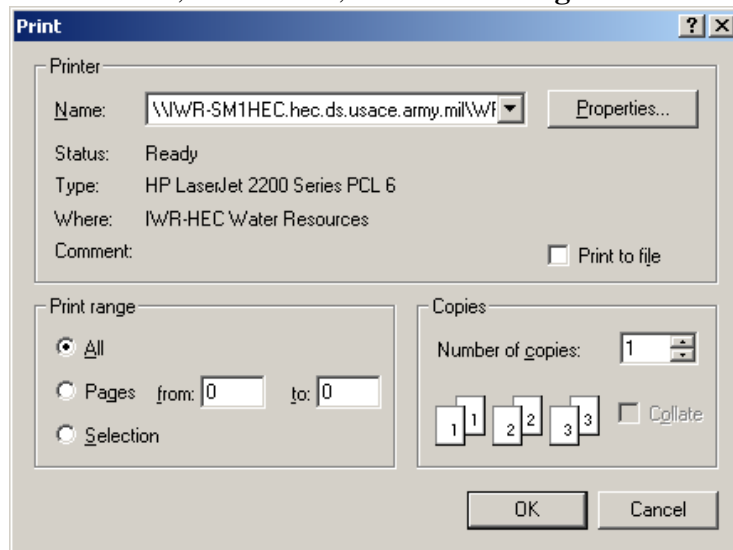 Print
Printer
Name: \\IWR-SM1HEC.hec.ds.usace.army.mil\WF Properties...
Status: Ready
Type: HP LaserJet 2200 Series PCL 6
Where: IWR-HEC Water Resources
Comment: Print to file
Print range
All
Pages from: 0 to: 0
Selection
Copies
Number of copies: 1
1 1 2 2 3 3 Collate
OK Cancel